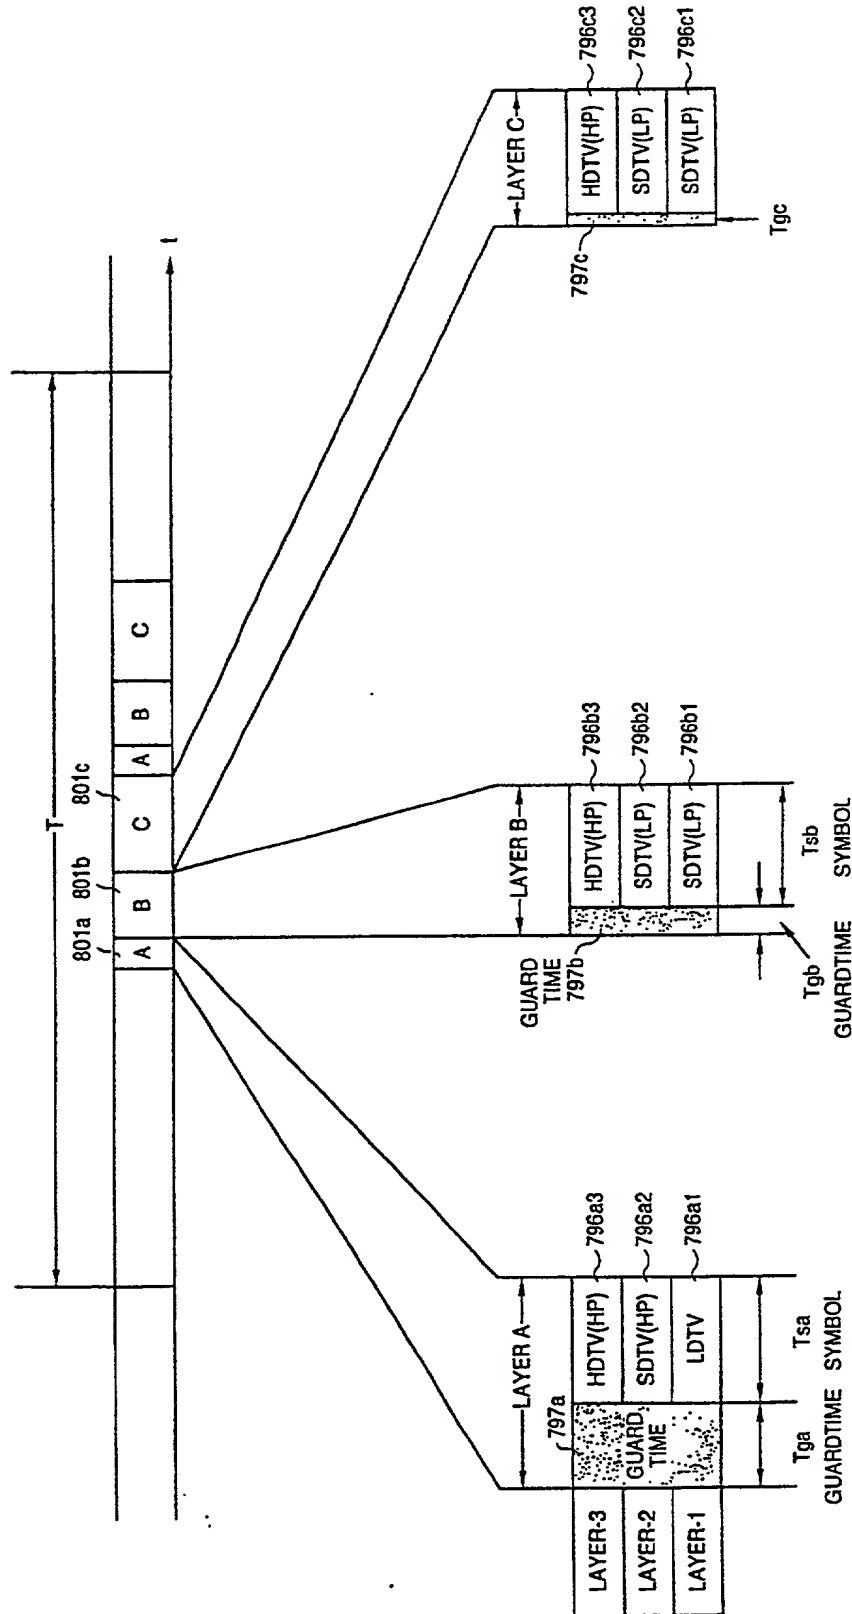 T
t
801a
801b
801c
A
B
C
A
B
C
LAYER A
797a
GUARD
TIME
HDTV(HP)
796a3
SDTV(HP)
796a2
LDTV
796a1
LAYER-3
LAYER-2
LAYER-1
Tga
Tsa
GUARDTIME
SYMBOL
LAYER B
GUARD
TIME
797b
HDTV(HP)
796b3
SDTV(LP)
796b2
SDTV(LP)
796b1
Tgb
Tsb
GUARDTIME
SYMBOL
LAYER C
797c
HDTV(HP)
796c3
SDTV(LP)
796c2
SDTV(LP)
796c1
Tgc